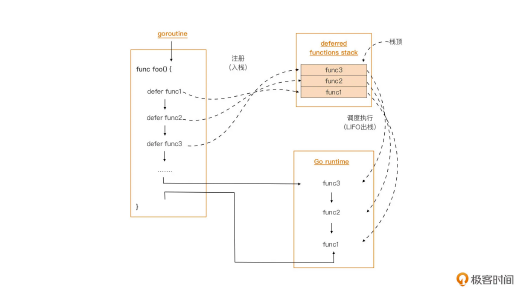 goroutine
func foo() {
defer func1
defer func2
defer func3
.......
}
注册
(入栈)
deferred
functions stack
func3
func2
func1
栈顶
调度执行
(LIFO出栈)
Go runtime
func3
func2
func1
极客时间